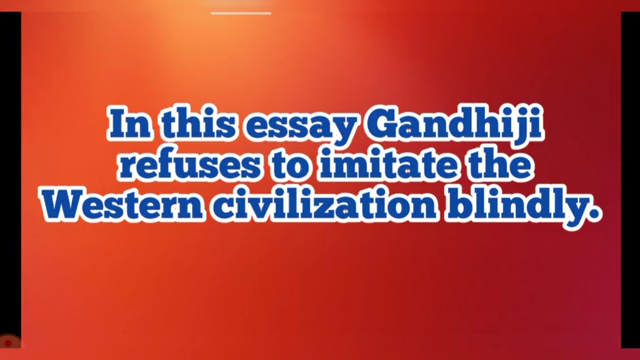 In this essay Gandhiji
refuses to imitate the
Western civilization blindly.